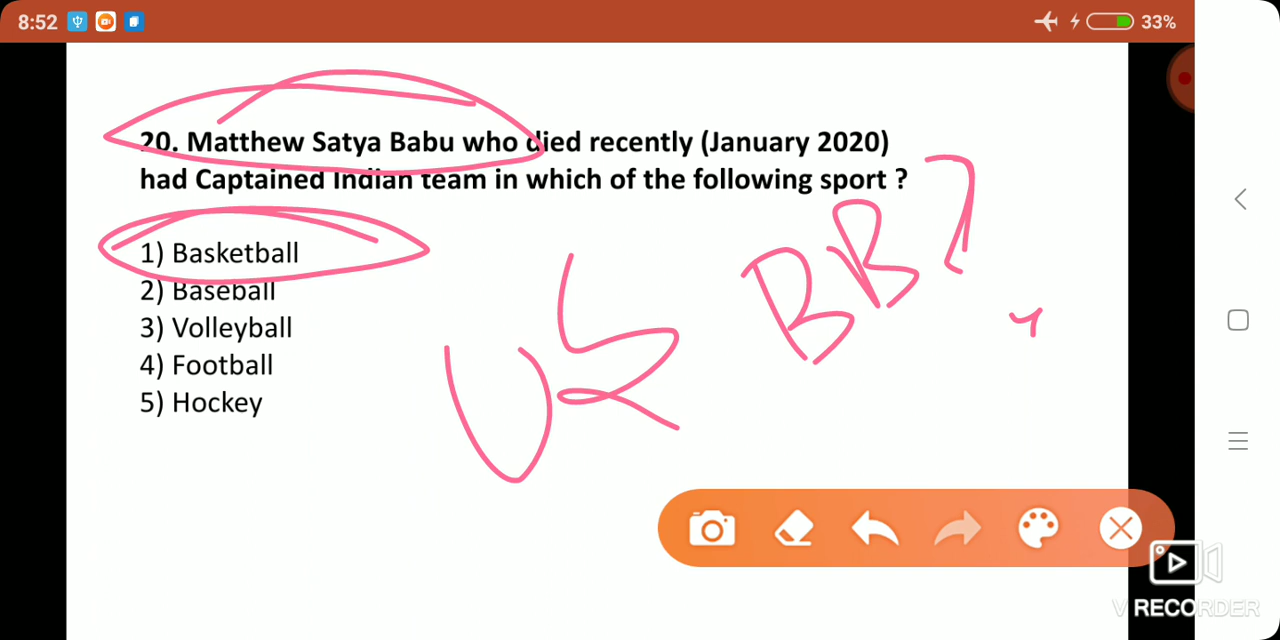 8:52
33%
20. Matthew Satya Babu who died recently (January 2020)
had Captained Indian team in which of the following sport ?
1) Basketball
2) Baseball
3) Volleyball
4) Football
5) Hockey
US BB
V RECORDER